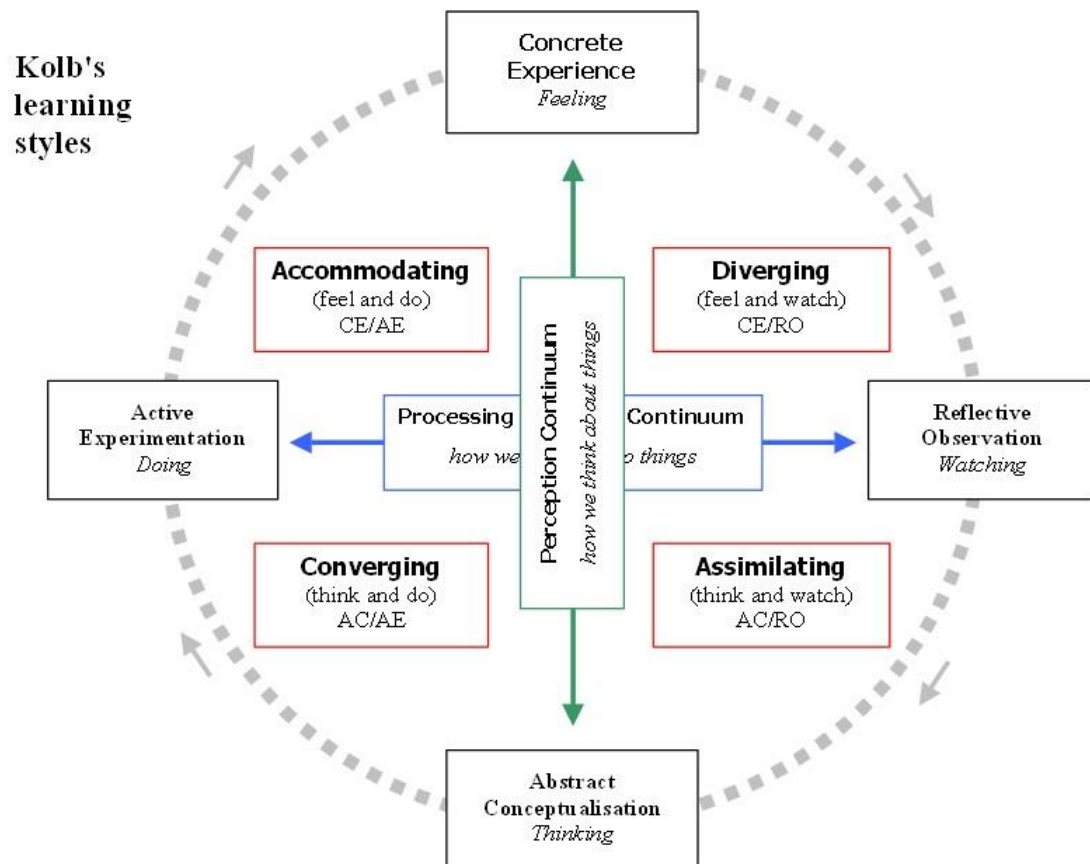 Kolb's
learning
styles
Concrete
Experience
Feeling
Accommodating
(feel and do)
CE/AE
Diverging
(feel and watch)
CE/RO
Active
Experimentation
Doing
Processing Continuum
how we things
Perception Continuum
how we think about things
Reflective
Observation
Watching
Converging
(think and do)
AC/AE
Assimilating
(think and watch)
AC/RO
Abstract
Conceptualisation
Thinking